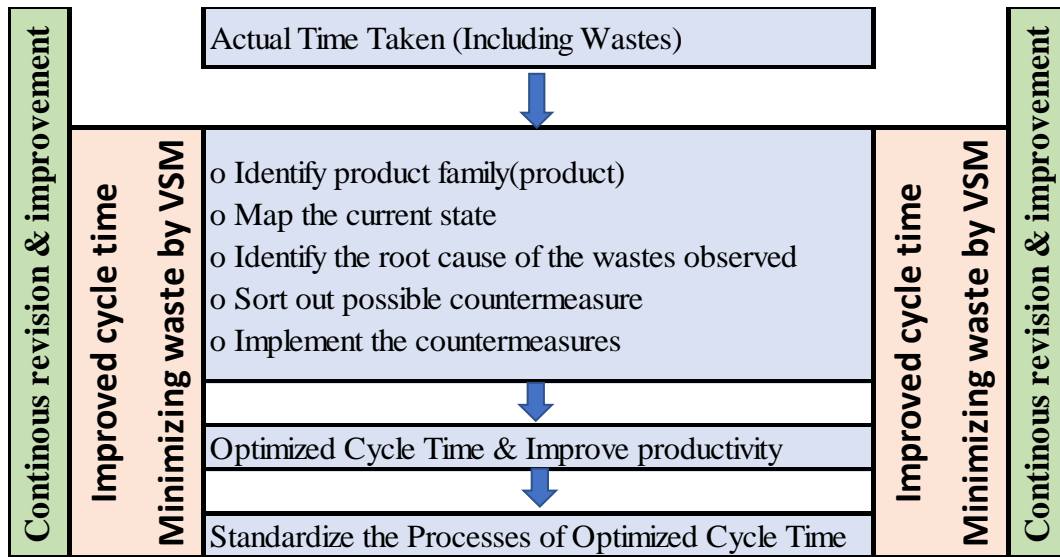 Continous revision & improvement
Improved cycle time
Minimizing waste by VSM
Actual Time Taken (Including Wastes)
o Identify product family(product)
o Map the current state
o Identify the root cause of the wastes observed
o Sort out possible countermeasure
o Implement the countermeasures
Optimized Cycle Time & Improve productivity
Standardize the Processes of Optimized Cycle Time
Improved cycle time
Minimizing waste by VSM
Continous revision & improvement